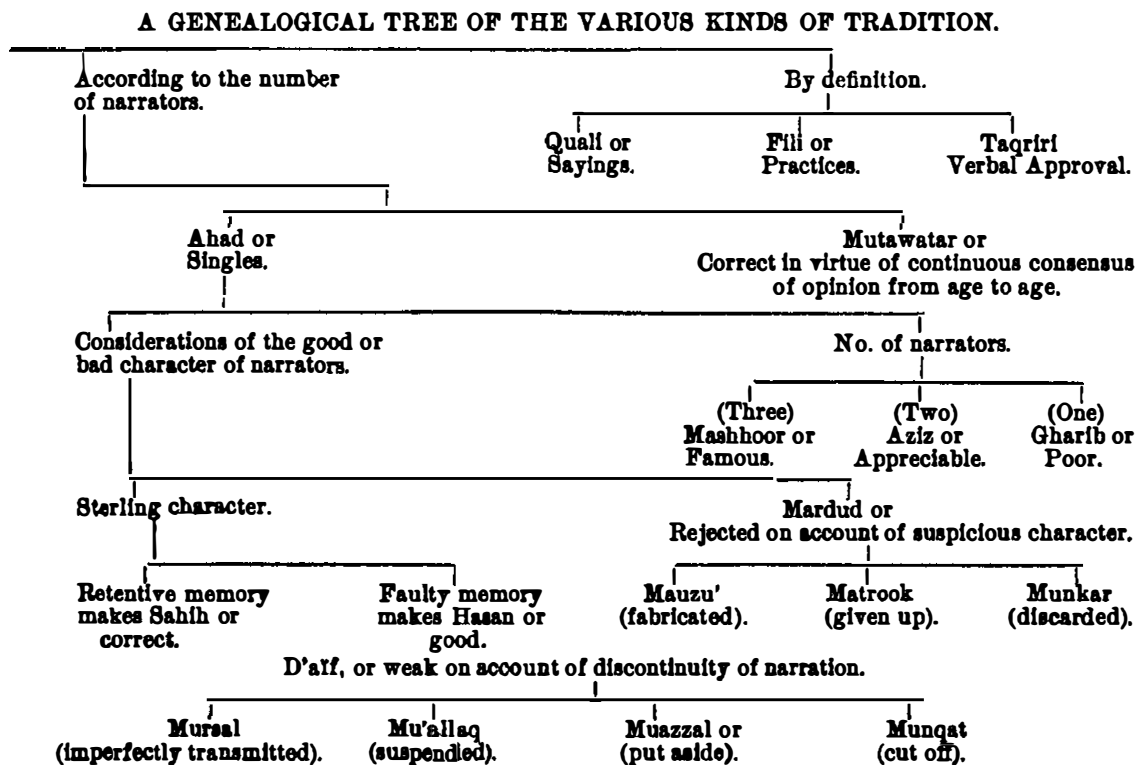 A GENEALOGICAL TREE OF THE VARIOUS KINDS OF TRADITION.
According to the number
of narrators.
By definition.
Quali or
Sayings.
Fili or
Practices.
Taqriri
Verbal Approval.
Ahad or
Singles.
Mutawatar or
Correct in virtue of continuous consensus
of opinion from age to age.
Considerations of the good or
bad character of narrators.
No. of narrators.
(Three)
Mashhoor or
Famous.
(Two)
Aziz or
Appreciable.
(One)
Gharib or
Poor.
Sterling character.
Mardud or
Rejected on account of suspicious character.
Retentive memory
makes Sahih or
correct.
Faulty memory
makes Hasan or
good.
Mauzu'
(fabricated).
Matrook
(given up).
Munkar
(discarded).
D'aïf, or weak on account of discontinuity of narration.
Mursal
(imperfectly transmitted).
Mu'allaq
(suspended).
Muazzal or
(put aside).
Munqat
(cut off).